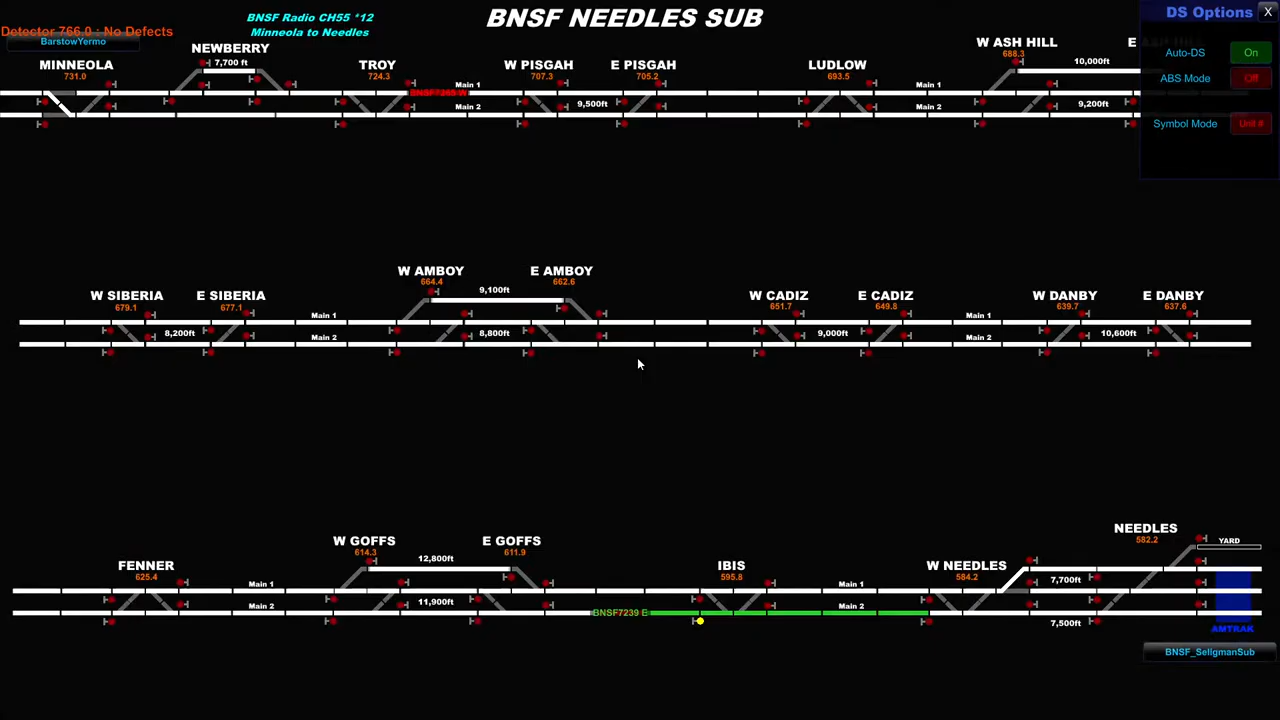 BNSF NEEDLES SUB
BNSF Radio CH55 *12
Minneola to Needles
Detector 766.0 : No Defects
BarstowYermo
DS Options
X
Auto-DS
On
ABS Mode
Off
Symbol Mode
Unit #
MINNEOLA
731.0
NEWBERRY
7,700 ft
TROY
724.3
Main 1
Main 2
W PISGAH
707.3
9,500ft
E PISGAH
705.2
LUDLOW
693.5
Main 1
Main 2
W ASH HILL
688.3
10,000ft
9,200ft
W SIBERIA
679.1
8,200ft
E SIBERIA
677.1
Main 1
Main 2
W AMBOY
664.4
9,100ft
8,800ft
E AMBOY
662.6
W CADIZ
651.7
9,000ft
E CADIZ
649.8
Main 1
Main 2
W DANBY
639.7
10,600ft
E DANBY
637.6
FENNER
625.4
Main 1
Main 2
W GOFFS
614.3
12,800ft
11,900ft
E GOFFS
611.9
BNSF7239 E
IBIS
595.8
Main 1
Main 2
W NEEDLES
584.2
7,700ft
7,500ft
NEEDLES
582.2
YARD
AMTRAK
BNSF_SeligmanSub